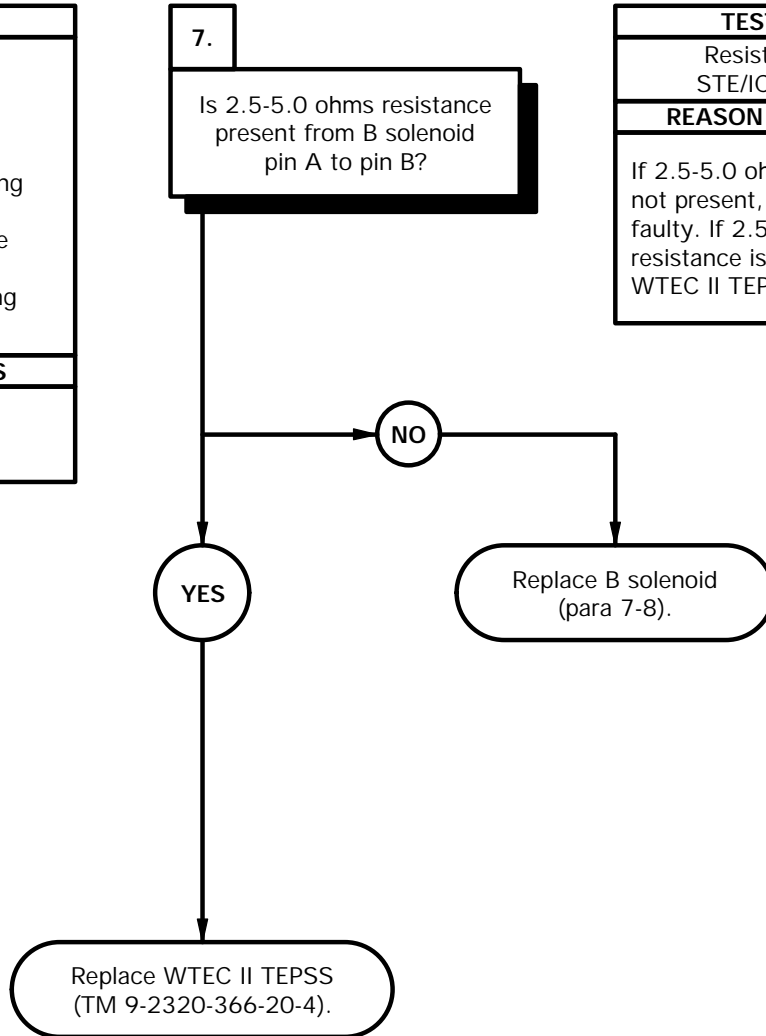 ng
e
ng
S
7.
Is 2.5-5.0 ohms resistance
present from B solenoid
pin A to pin B?
TEST
Resist
STE/IC
REASON
If 2.5-5.0 oh
not present,
faulty. If 2.5
resistance is
WTEC II TEP
NO
YES
Replace B solenoid
(para 7-8).
Replace WTEC II TEPSS
(TM 9-2320-366-20-4).